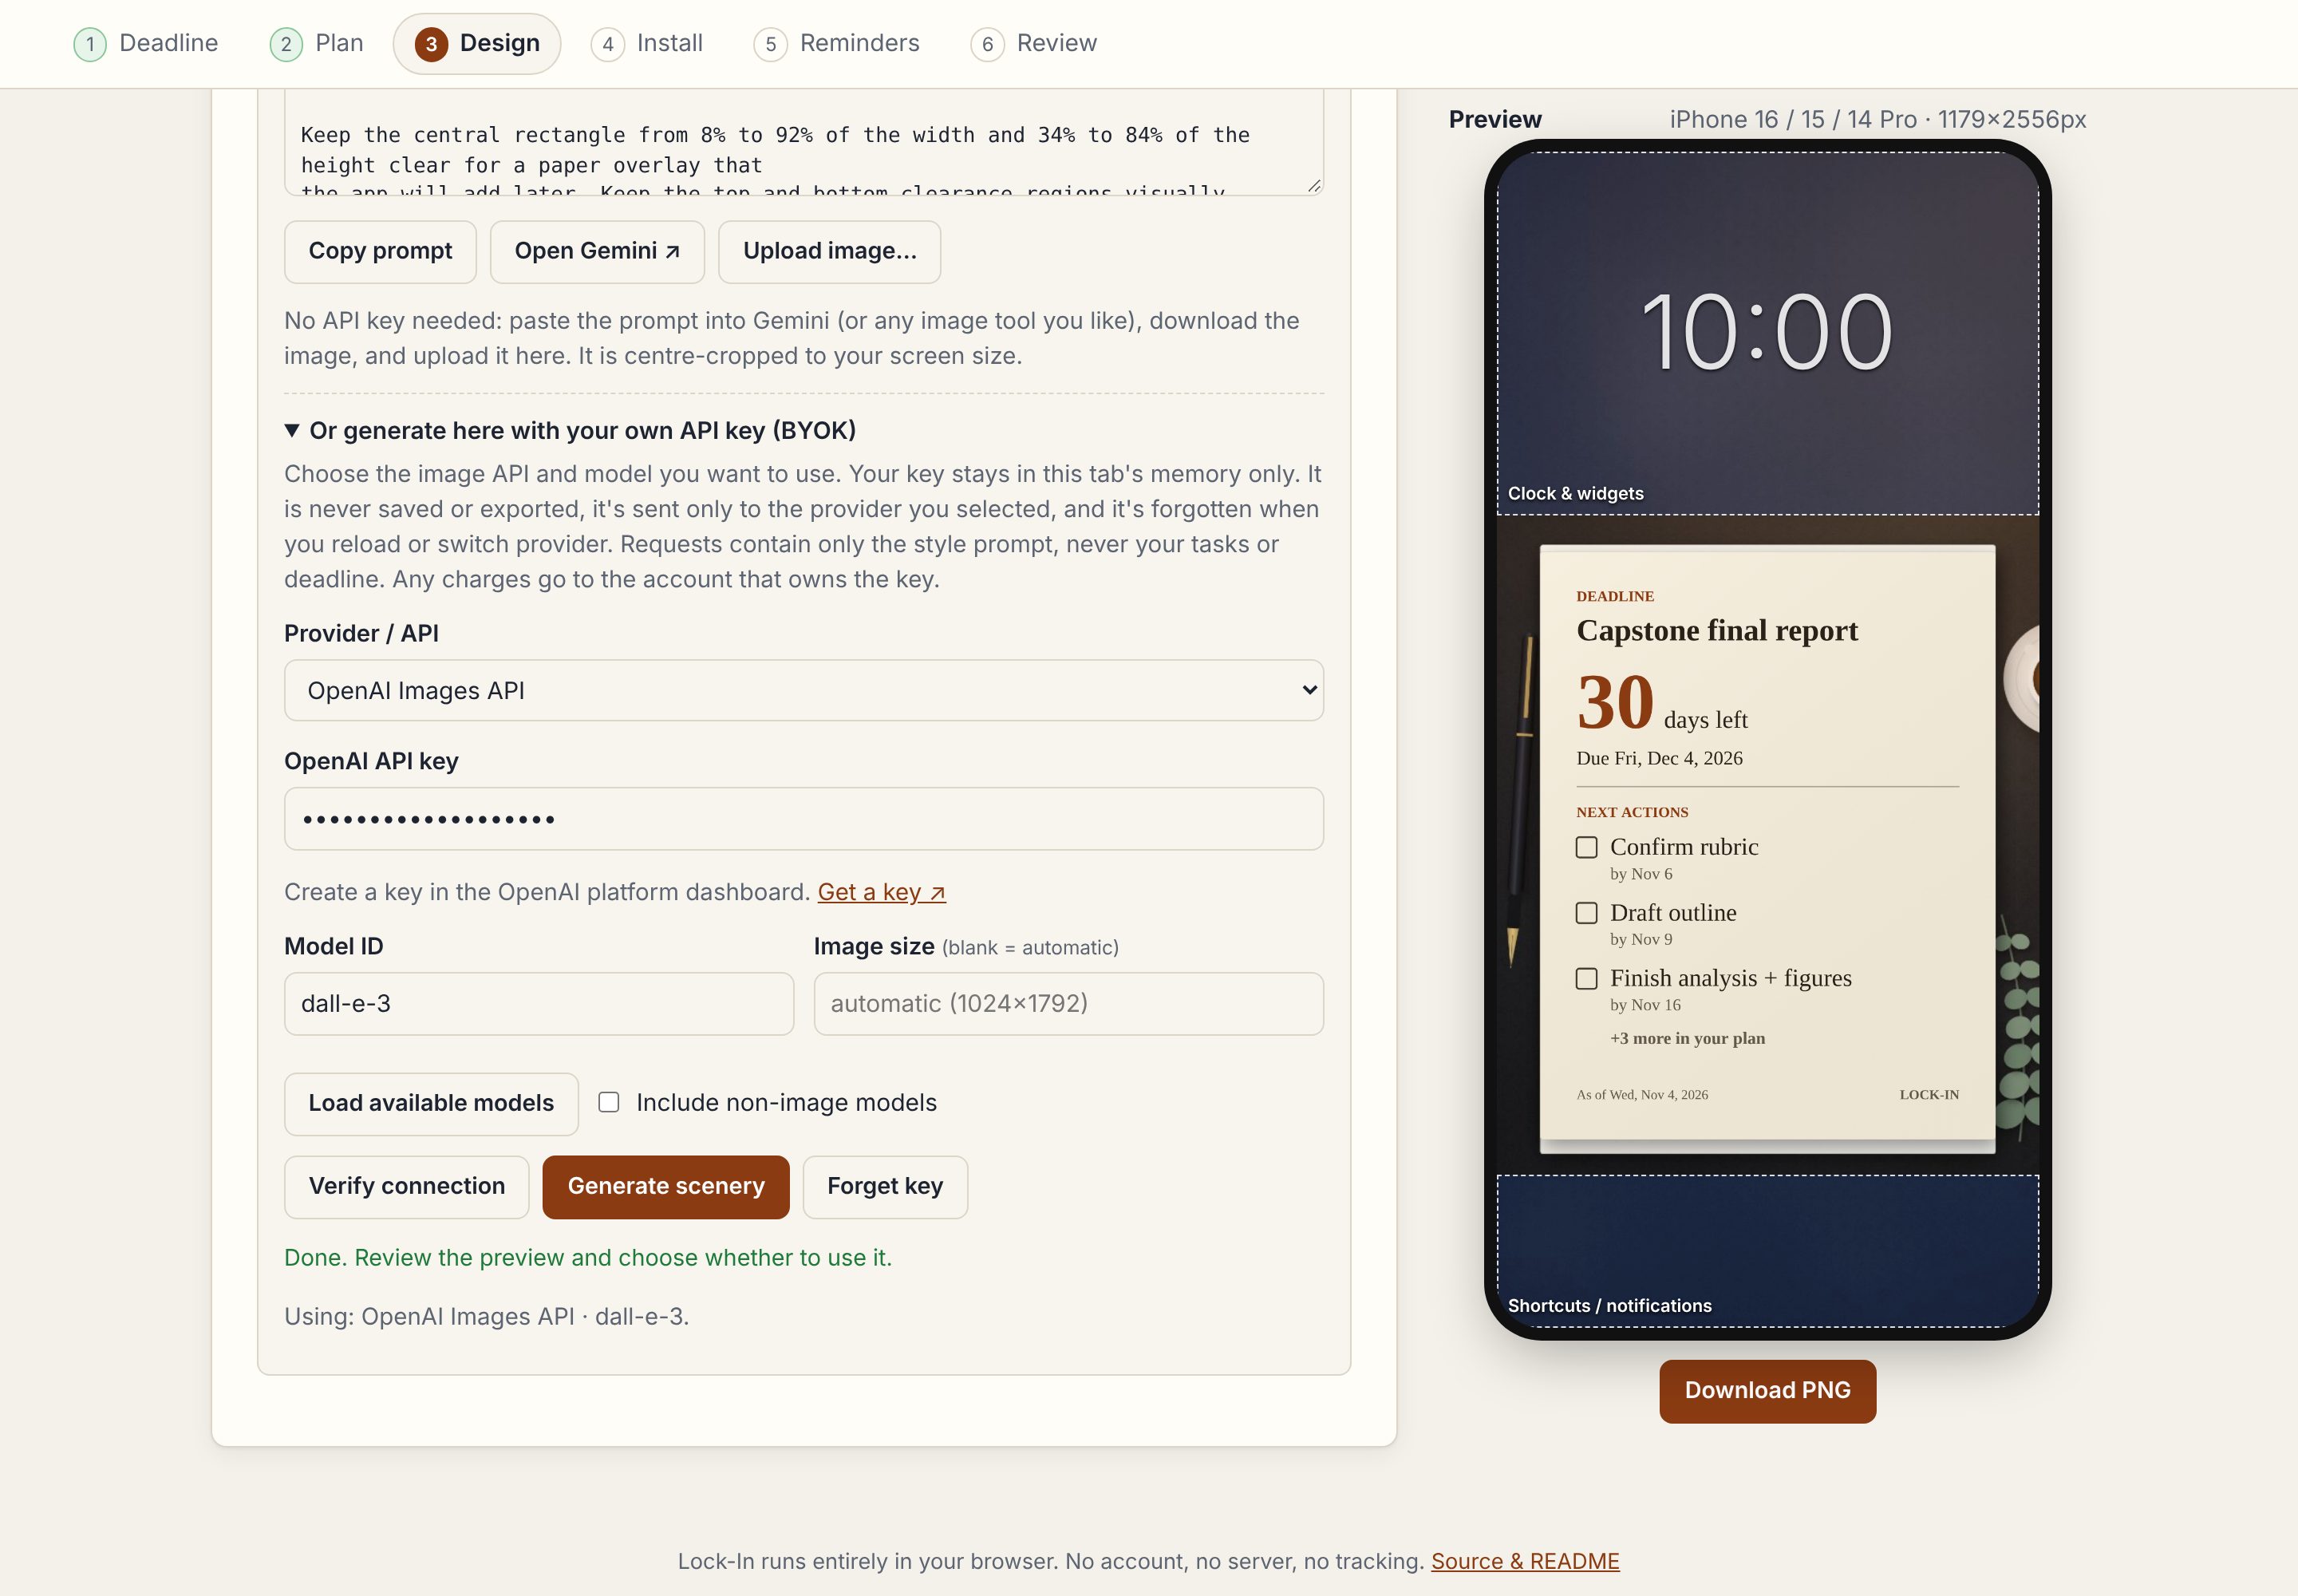 1 Deadline
2 Plan
3 Design
4 Install
5 Reminders
6 Review
Keep the central rectangle from 8% to 92% of the width and 34% to 84% of the
height clear for a paper overlay that
the app will add later. Keep the top and bottom clearance regions visually
Copy prompt
Open Gemini ↗
Upload image...
No API key needed: paste the prompt into Gemini (or any image tool you like), download the
image, and upload it here. It is centre-cropped to your screen size.
▼ Or generate here with your own API key (BYOK)
Choose the image API and model you want to use. Your key stays in this tab's memory only. It
is never saved or exported, it's sent only to the provider you selected, and it's forgotten when
you reload or switch provider. Requests contain only the style prompt, never your tasks or
deadline. Any charges go to the account that owns the key.
Provider / API
OpenAI Images API
OpenAI API key
•••••••••••••••••••
Create a key in the OpenAI platform dashboard. Get a key ↗
Model ID
Image size (blank = automatic)
dall-e-3
automatic (1024×1792)
Load available models
Include non-image models
Verify connection
Generate scenery
Forget key
Done. Review the preview and choose whether to use it.
Using: OpenAI Images API · dall-e-3.
Preview
iPhone 16 / 15 / 14 Pro · 1179×2556px
10:00
Clock & widgets
DEADLINE
Capstone final report
30 days left
Due Fri, Dec 4, 2026
NEXT ACTIONS
Confirm rubric
by Nov 6
Draft outline
by Nov 9
Finish analysis + figures
by Nov 16
+3 more in your plan
As of Wed, Nov 4, 2026
LOCK-IN
Shortcuts / notifications
Download PNG
Lock-In runs entirely in your browser. No account, no server, no tracking. Source & README